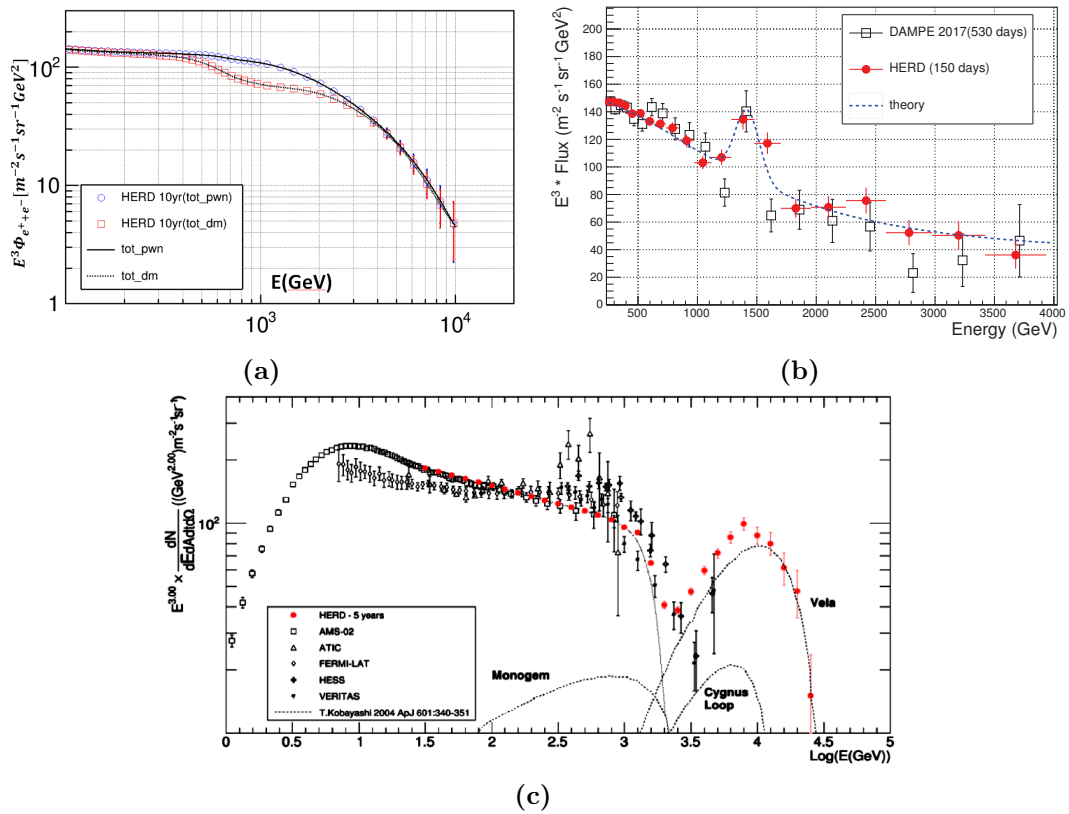 E³Φ_{e⁺+e⁻}[m⁻²s⁻¹sr⁻¹GeV²]
10²
10
1
HERD 10yr(tot_pwn)
HERD 10yr(tot_dm)
tot_pwn
tot_dm
E(GeV)
10³
10⁴
(a)
E³ * Flux (m⁻² s⁻¹ sr⁻¹ GeV²)
200
180
160
140
120
100
80
60
40
20
0
DAMPE 2017(530 days)
HERD (150 days)
theory
500 1000 1500 2000 2500 3000 3500 4000
Energy (GeV)
(b)
E^{3.00} × dN/dEdAdtdΩ ((GeV^{2.00})m⁻²s⁻¹sr⁻¹)
10²
HERD - 5 years
AMS-02
ATIC
FERMI-LAT
HESS
VERITAS
T.Kobayashi 2004 ApJ 601:340-351
Monogem
Cygnus
Loop
Vela
0 0.5 1 1.5 2 2.5 3 3.5 4 4.5 5
Log(E(GeV))
(c)